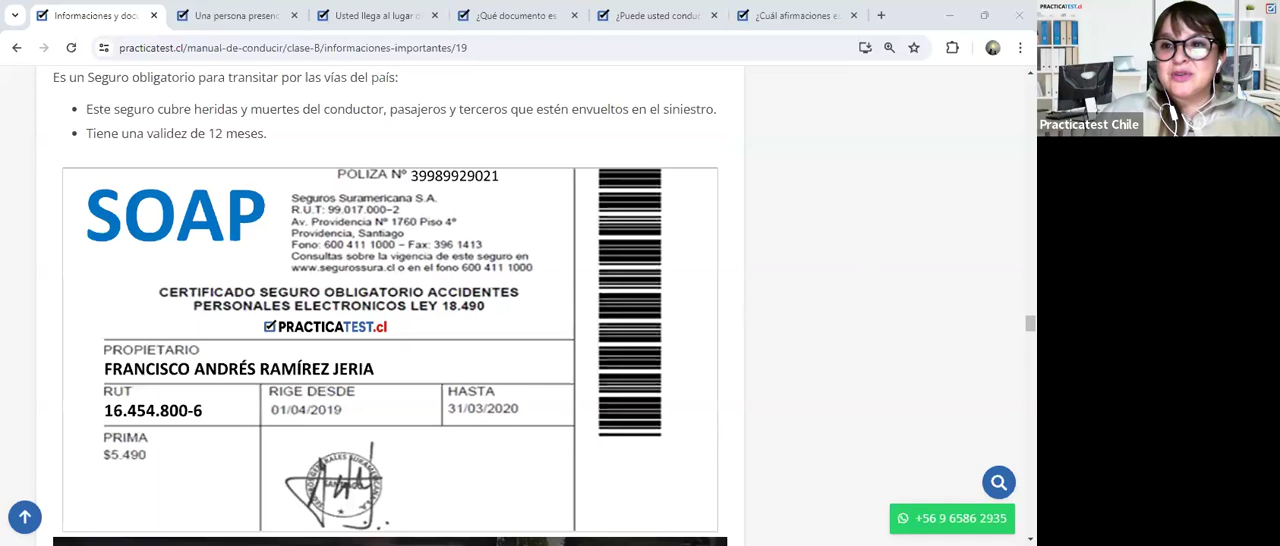 Informaciones y docu
Una persona presenc
Usted llega al lugar d
¿Qué documento es
¿Puede usted conduc
¿Cuál afirmaciones e
practicatest.cl/manual-de-conducir/clase-B/informaciones-importantes/19
PRACTICATEST.cl
Practicatest Chile
Es un Seguro obligatorio para transitar por las vías del país:
Este seguro cubre heridas y muertes del conductor, pasajeros y terceros que estén envueltos en el siniestro.
Tiene una validez de 12 meses.
POLIZA Nº 39989929021
SOAP
Seguros Suramericana S.A.
R.U.T: 99.017.000-2
Av. Providencia Nº 1760 Piso 4º
Providencia, Santiago
Fono: 600 411 1000 - Fax: 396 1413
Consultas sobre la vigencia de este seguro en
www.segurossura.cl o en el fono 600 411 1000
CERTIFICADO SEGURO OBLIGATORIO ACCIDENTES
PERSONALES ELECTRONICOS LEY 18.490
PRACTICATEST.cl
PROPIETARIO
FRANCISCO ANDRÉS RAMÍREZ JERIA
RUT
RIGE DESDE
HASTA
16.454.800-6
01/04/2019
31/03/2020
PRIMA
$5.490
SANTIAGO
+56 9 6586 2935